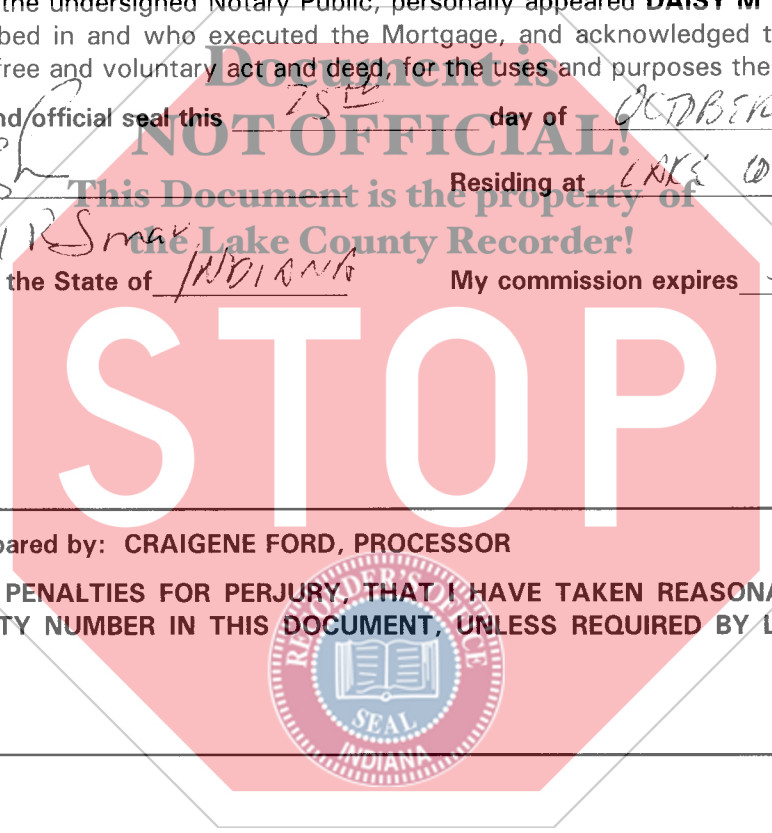 the undersigned Notary Public, personally appeared DAISY M
bed in and who executed the Mortgage, and acknowledged t
Document is
free and voluntary act and deed, for the uses and purposes the
nd official seal this 25th day of OCTOBER
NOT OFFICIAL!
Residing at LAKE
This Document is the property of
the Lake County Recorder!
the State of INDIANA My commission expires
STOP
pared by: CRAIGENE FORD, PROCESSOR
PENALTIES FOR PERJURY, THAT I HAVE TAKEN REASONA
TY NUMBER IN THIS DOCUMENT, UNLESS REQUIRED BY L
RECORDER'S OFFICE
SEAL
INDIANA